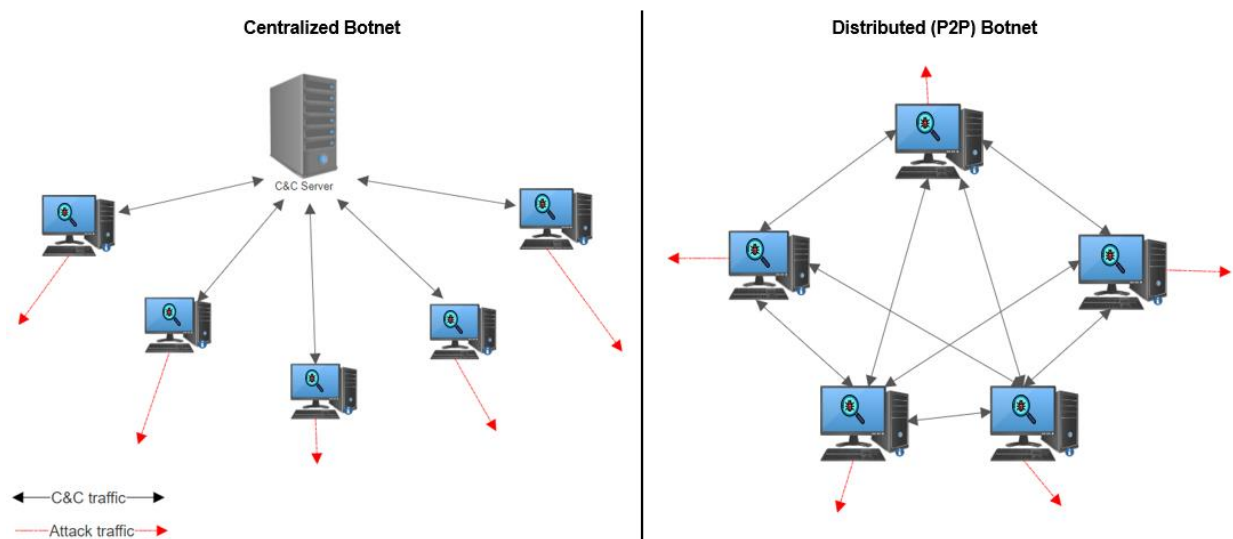 Centralized Botnet
Distributed (P2P) Botnet
C&C Server
C&C traffic
Attack traffic